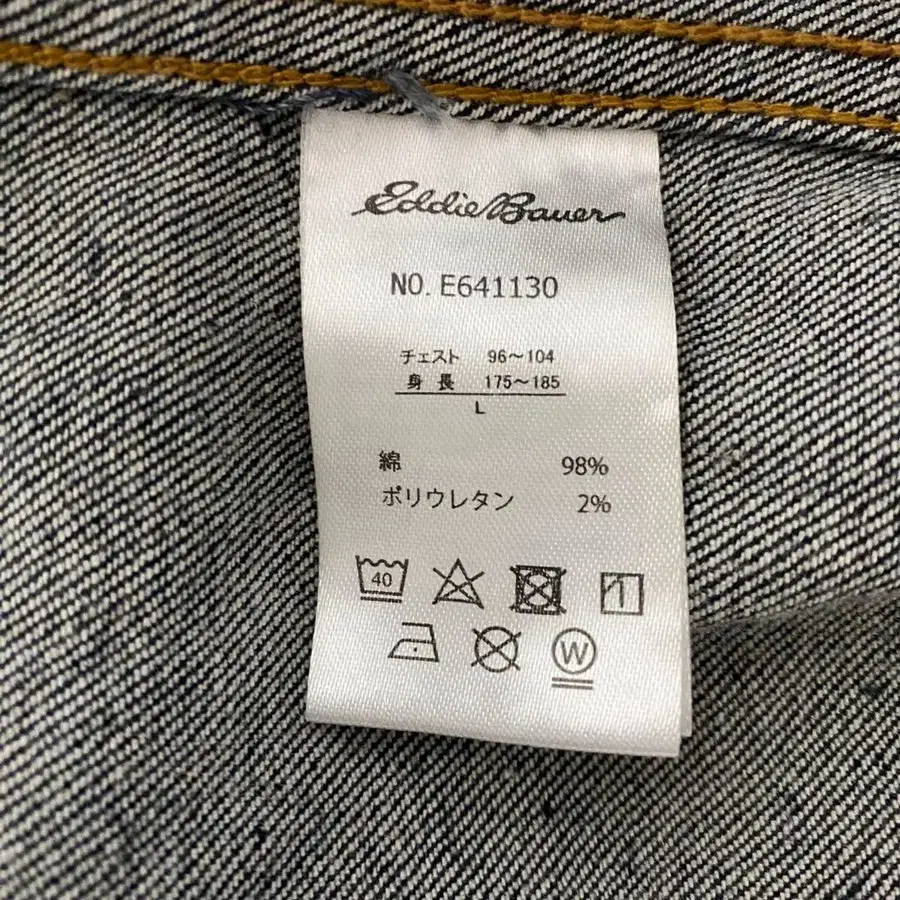 Eddie Bauer
NO. E641130
チェスト 96〜104
身長 175〜185
L
綿 98%
ポリウレタン 2%
40
W